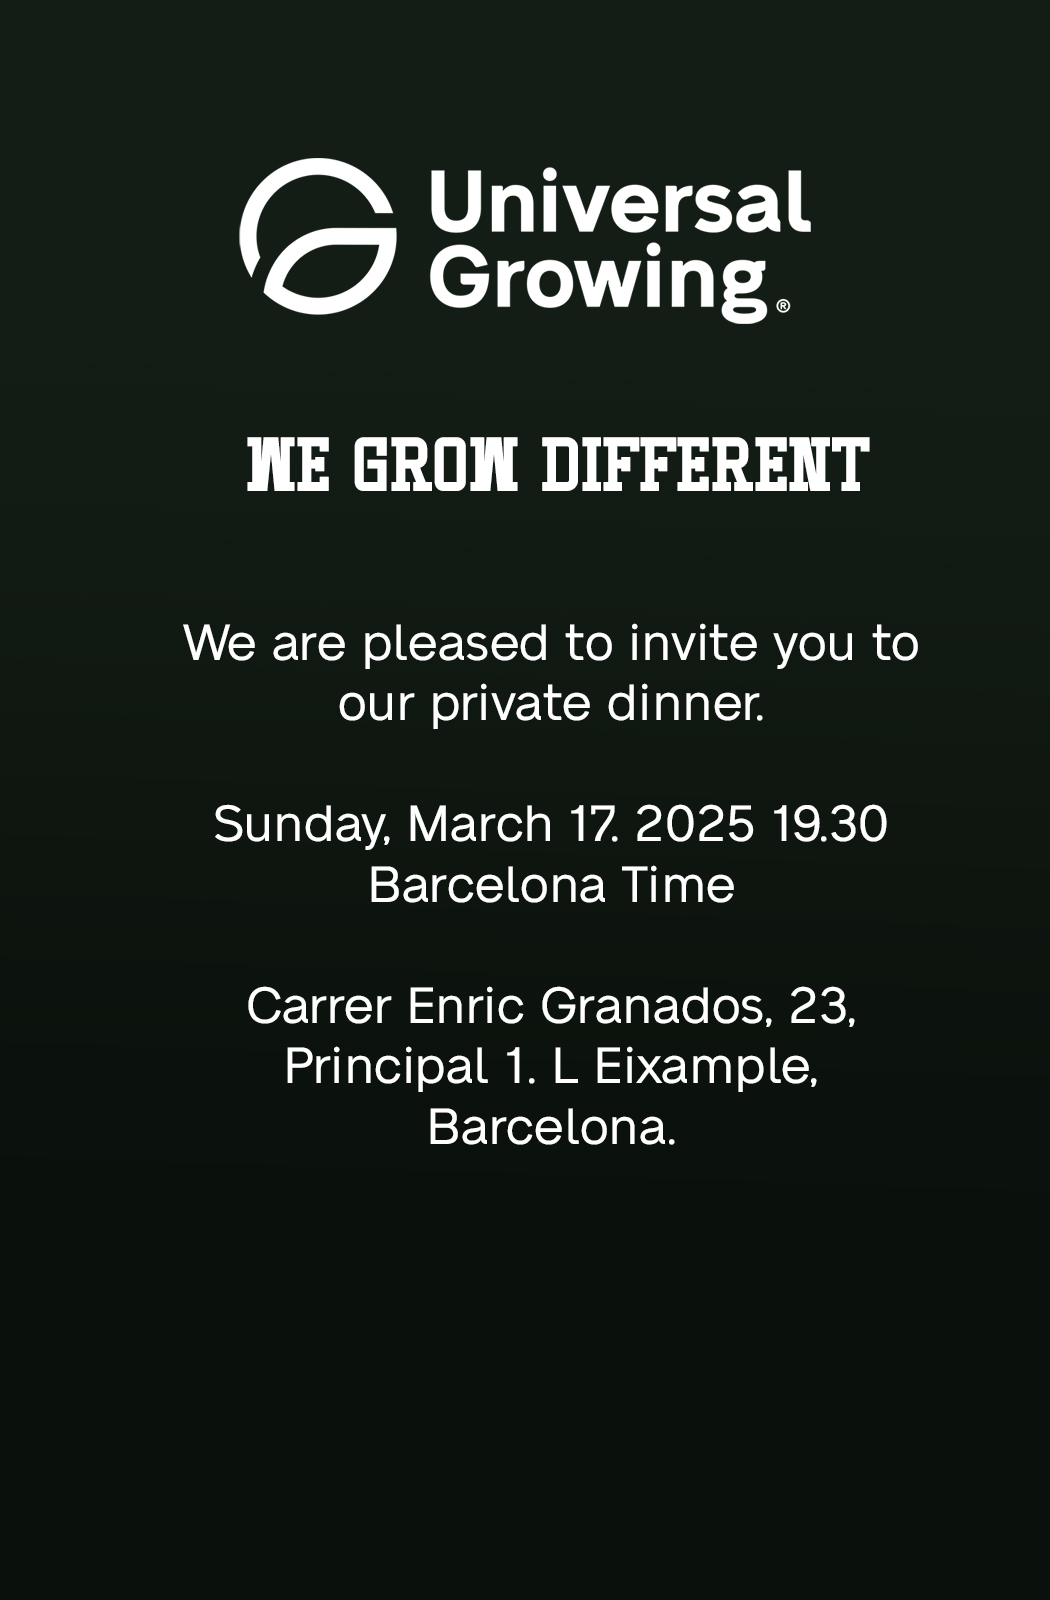 Universal
Growing®
WE GROW DIFFERENT
We are pleased to invite you to
our private dinner.
Sunday, March 17. 2025 19.30
Barcelona Time
Carrer Enric Granados, 23,
Principal 1. L Eixample,
Barcelona.